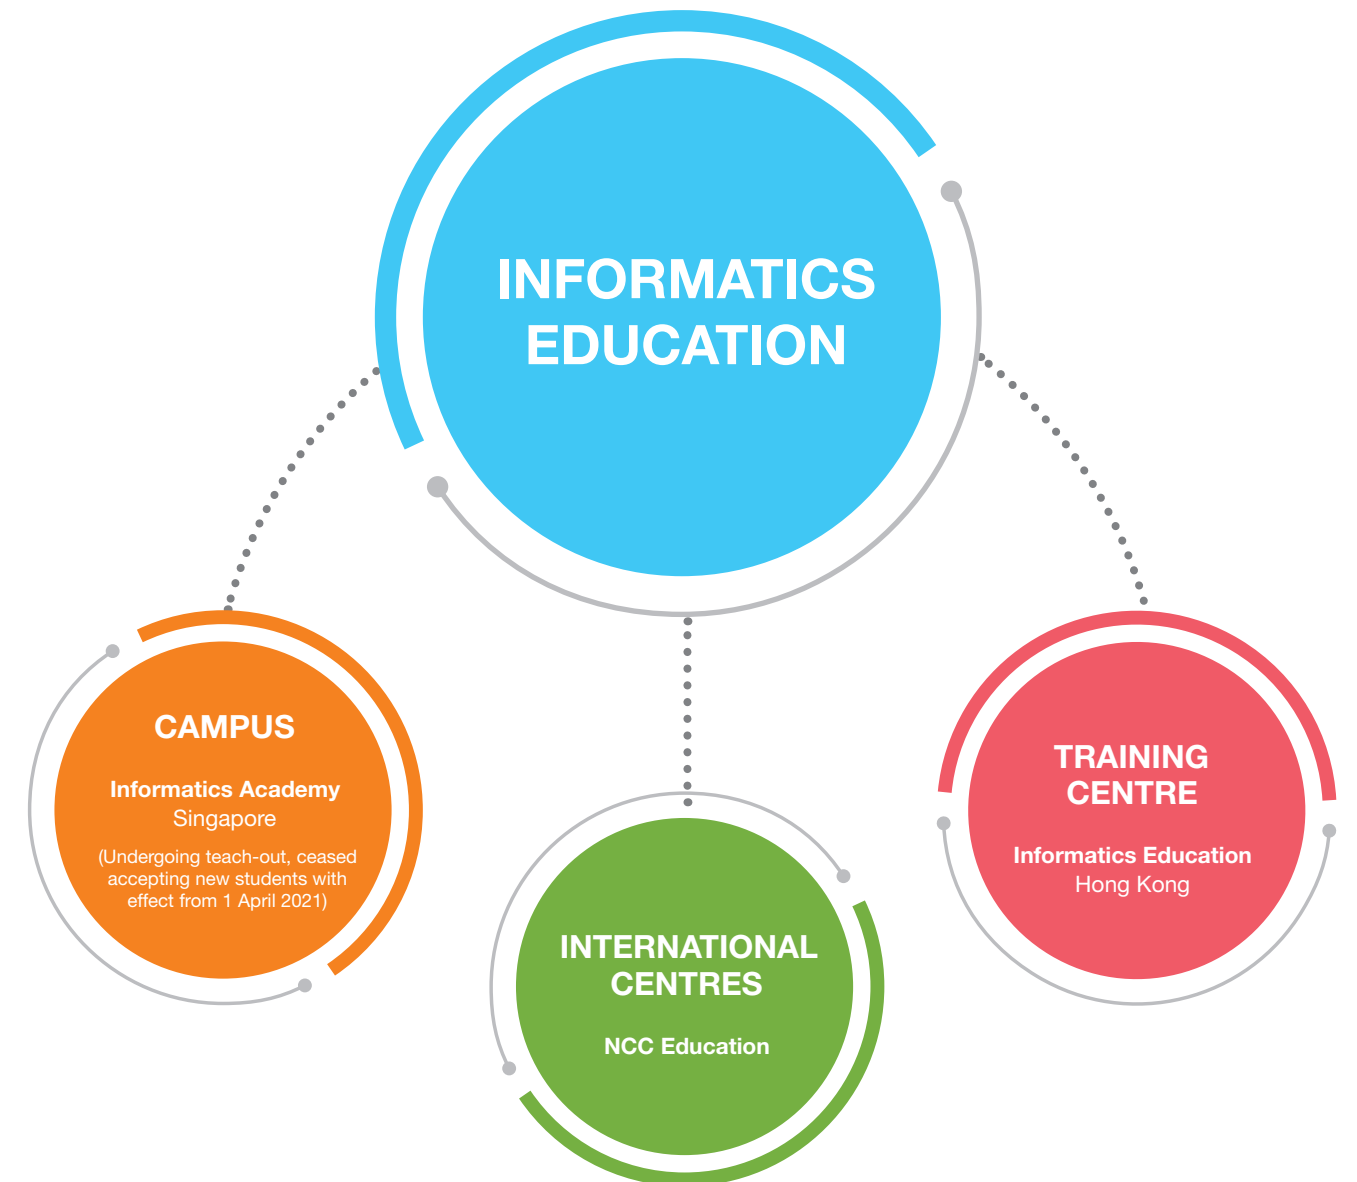 INFORMATICS
EDUCATION
CAMPUS
Informatics Academy
Singapore
(Undergoing teach-out, ceased
accepting new students with
effect from 1 April 2021)
INTERNATIONAL
CENTRES
NCC Education
TRAINING
CENTRE
Informatics Education
Hong Kong